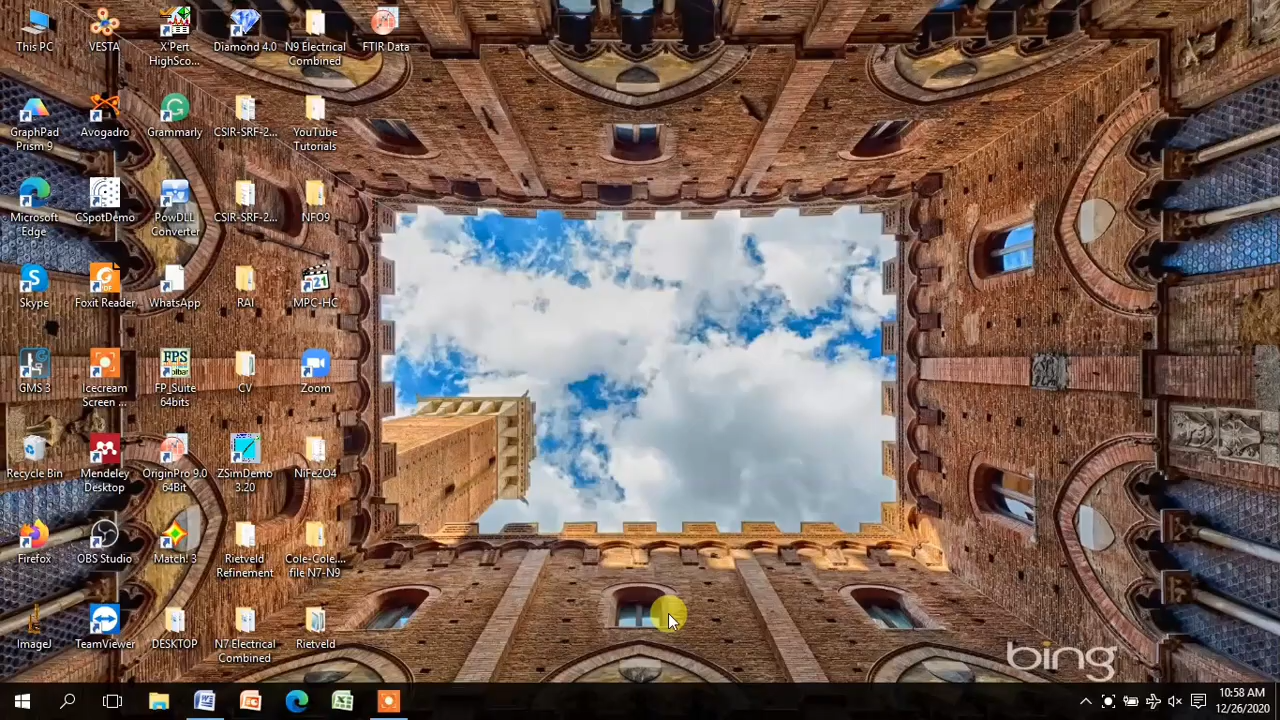 This PC
VESTA
X'Pert
HighSco...
Diamond 4.0
N9 Electrical
Combined
FTIR Data
GraphPad
Prism 9
Avogadro
Grammarly
CSIR-SRF-2...
YouTube
Tutorials
Microsoft
Edge
CSpotDemo
PowDLL
Converter
CSIR-SRF-2...
NFO9
Skype
Foxit Reader
WhatsApp
RAI
MPC-HC
GMS 3
Icecream
Screen ...
FP_Suite
64bits
CV
Zoom
Recycle Bin
Mendeley
Desktop
OriginPro 9.0
64Bit
ZSimDemo
3.20
NiFe2O4
Firefox
OBS Studio
Match! 3
Rietveld
Refinement
Cole-Cole....
file N7-N9
ImageJ
TeamViewer
DESKTOP
N7 Electrical
Combined
Rietveld
bing
10:58 AM
12/26/2020